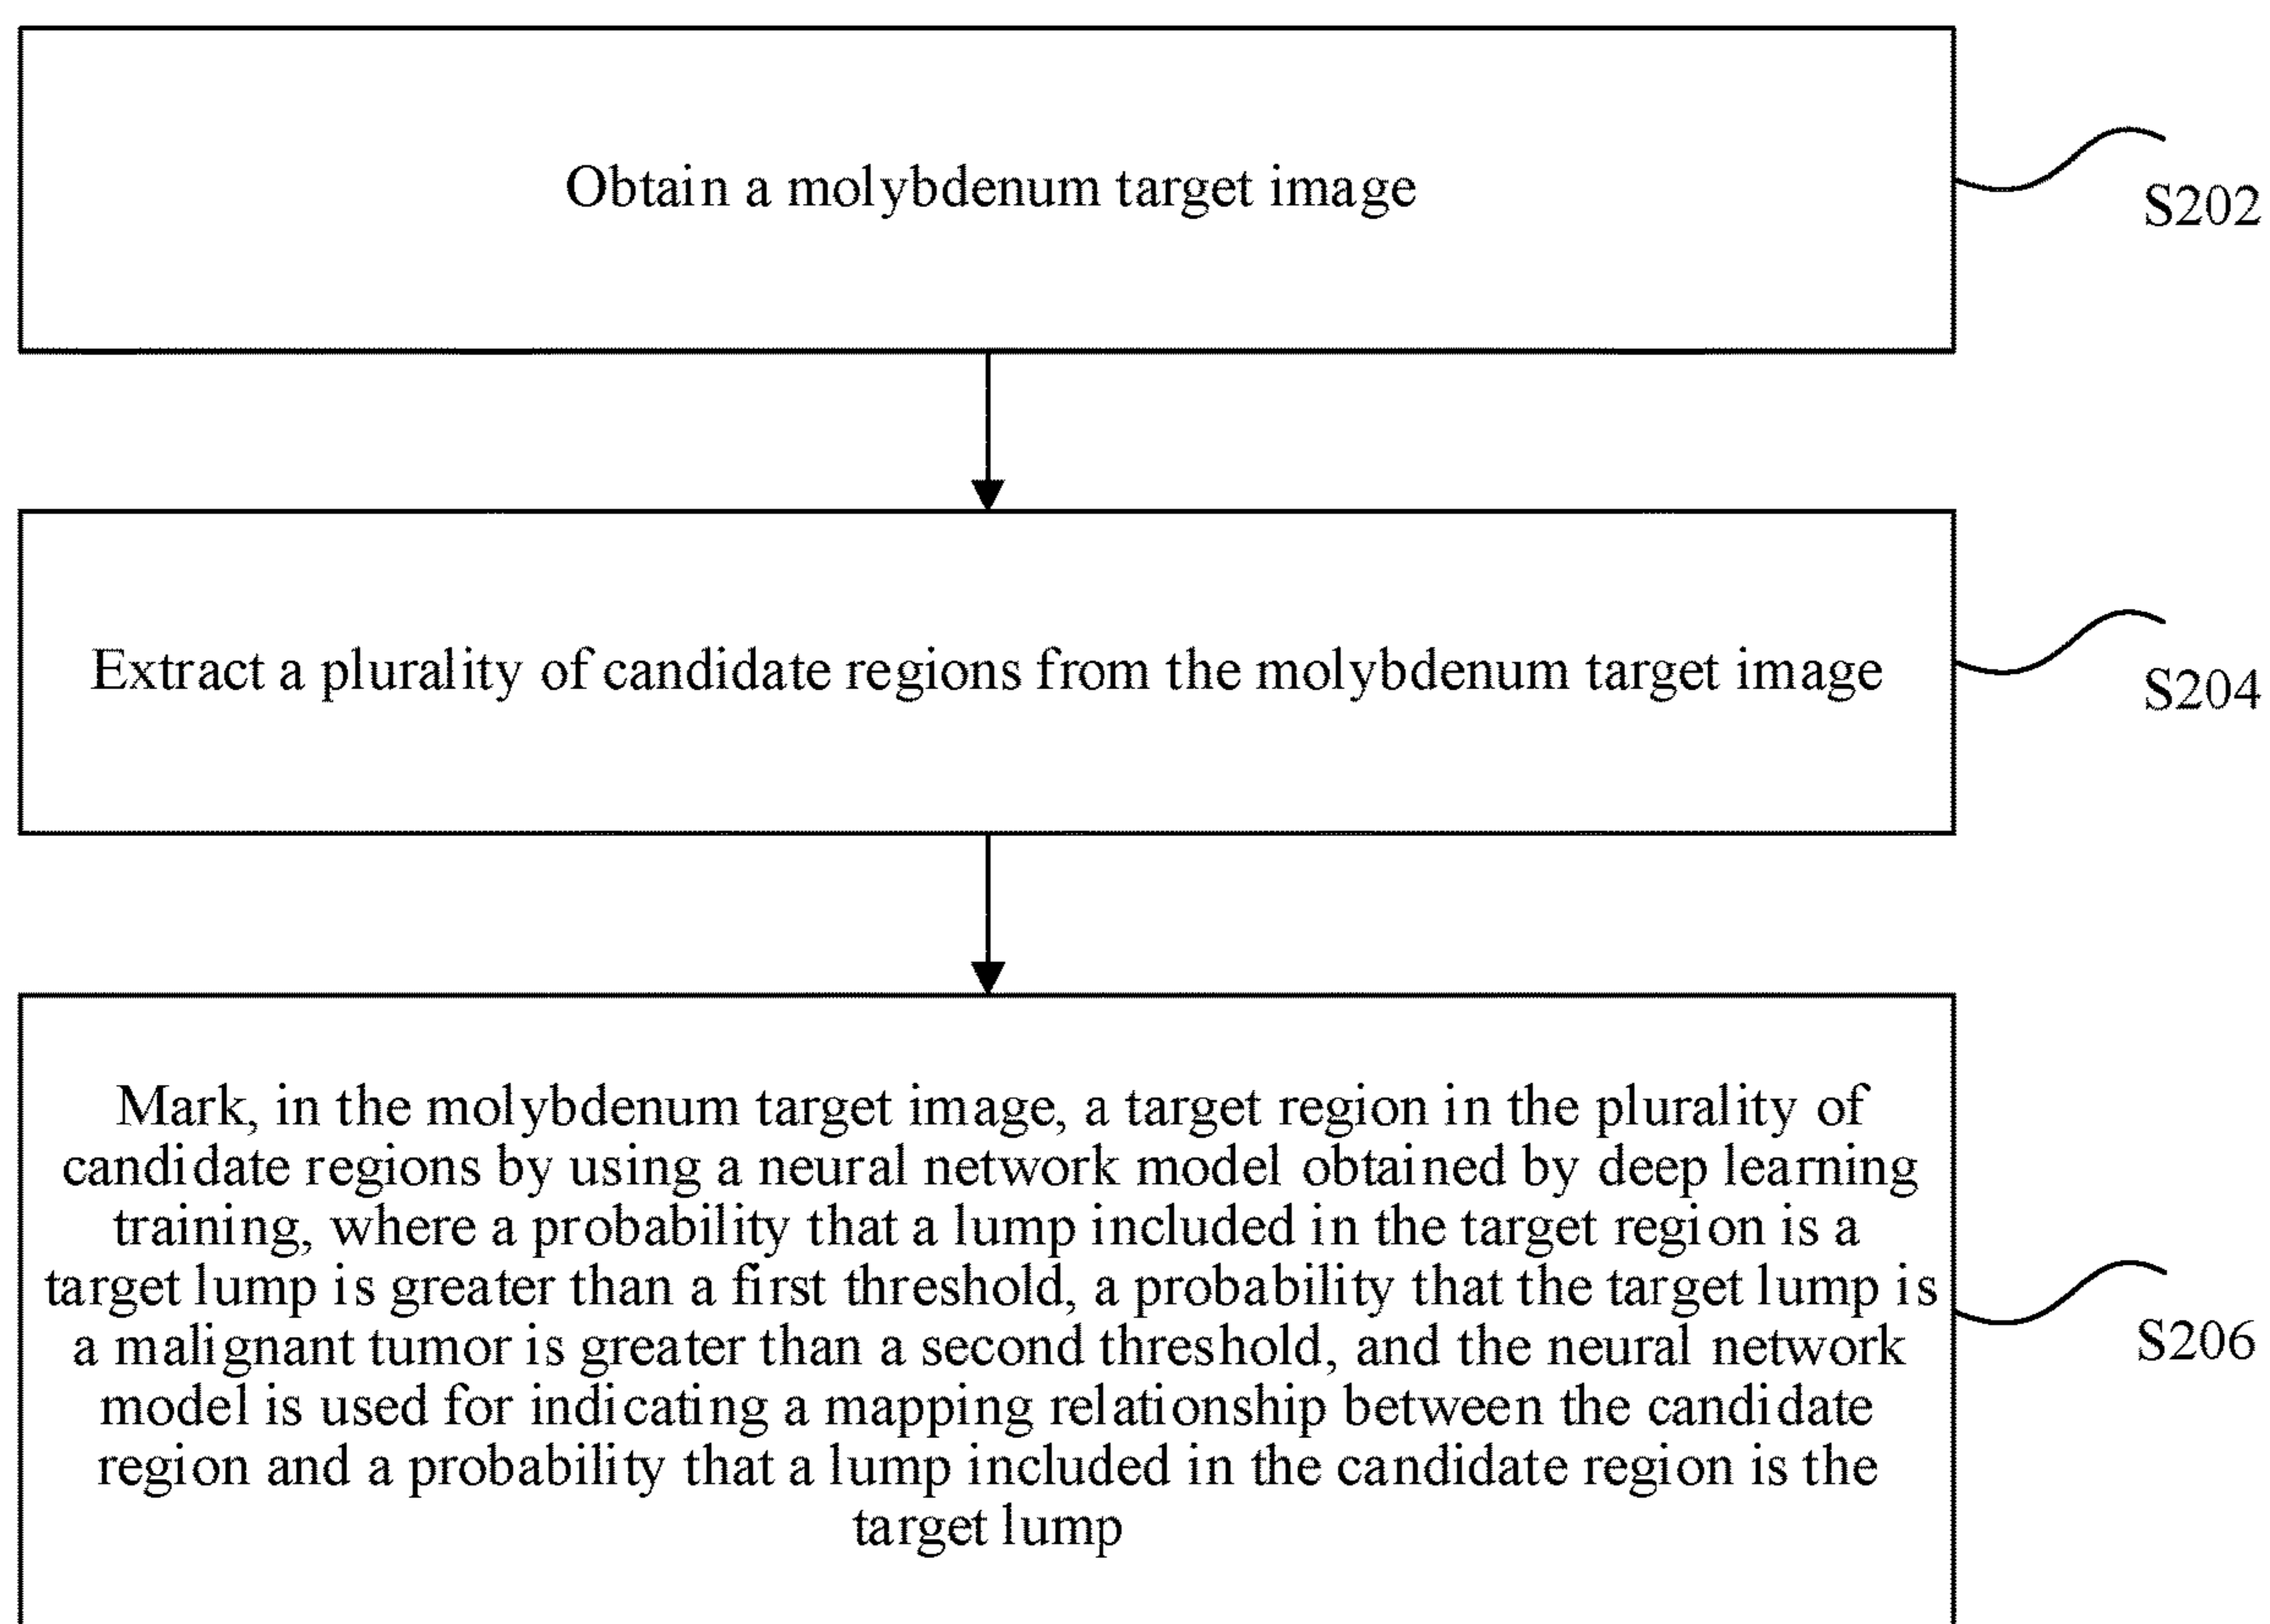 Obtain a molybdenum target image
S202
Extract a plurality of candidate regions from the molybdenum target image
S204
Mark, in the molybdenum target image, a target region in the plurality of
candidate regions by using a neural network model obtained by deep learning
training, where a probability that a lump included in the target region is a
target lump is greater than a first threshold, a probability that the target lump is
a malignant tumor is greater than a second threshold, and the neural network
model is used for indicating a mapping relationship between the candidate
region and a probability that a lump included in the candidate region is the
target lump
S206